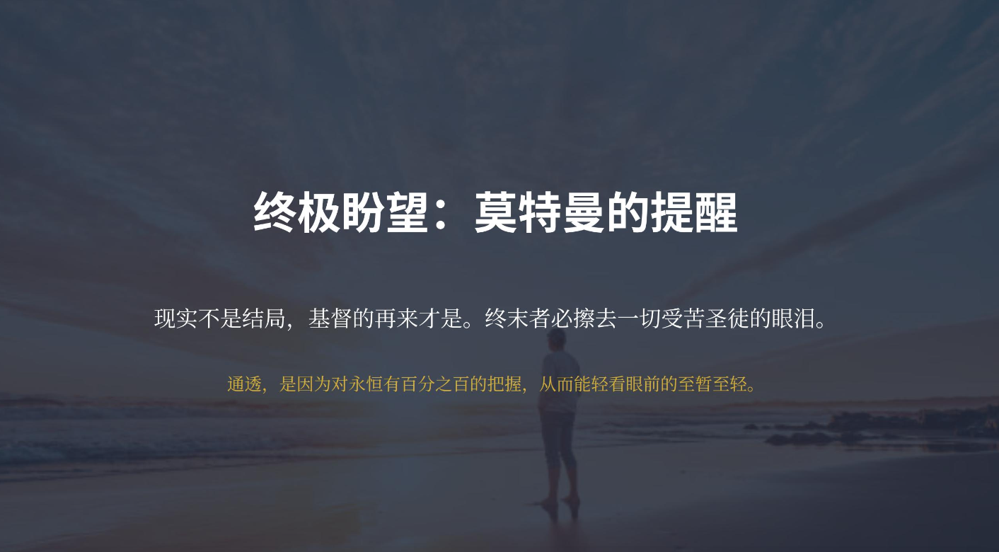 终极盼望：莫特曼的提醒
现实不是结局，基督的再来才是。终末者必擦去一切受苦圣徒的眼泪。
通透，是因为对永恒有百分之百的把握，从而能轻看眼前的至暂至轻。